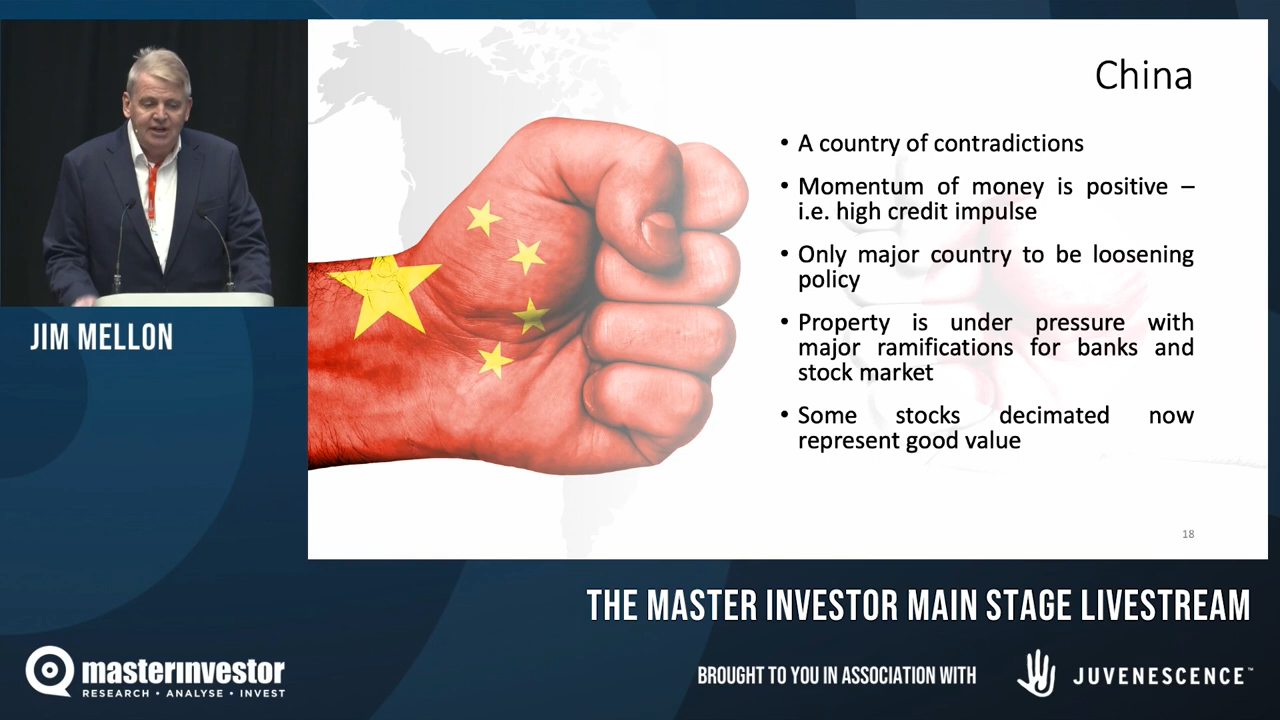 China
• A country of contradictions
• Momentum of money is positive –
i.e. high credit impulse
• Only major country to be loosening
policy
• Property is under pressure with
major ramifications for banks and
stock market
• Some stocks decimated now
represent good value
18
JIM MELLON
THE MASTER INVESTOR MAIN STAGE LIVESTREAM
masterinvestor
RESEARCH • ANALYSE • INVEST
BROUGHT TO YOU IN ASSOCIATION WITH
JUVENESCENCE™